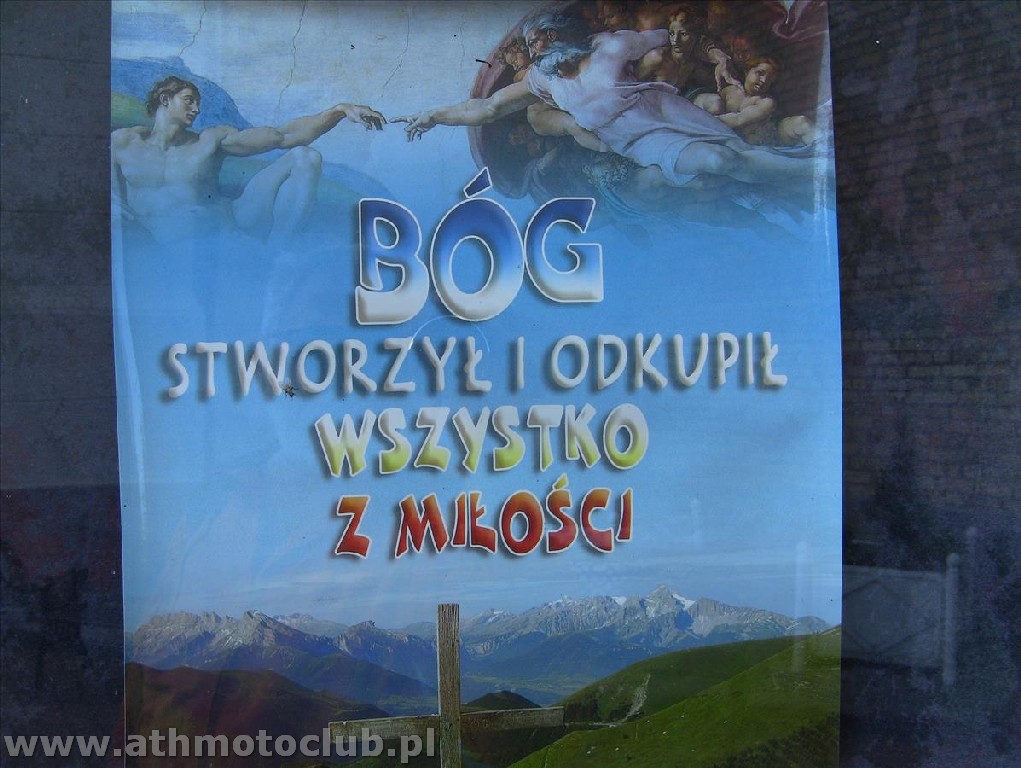 BÓG
STWORZYŁ I ODKUPIŁ
WSZYSTKO
Z MIŁOŚCI
www.athmotoclub.pl